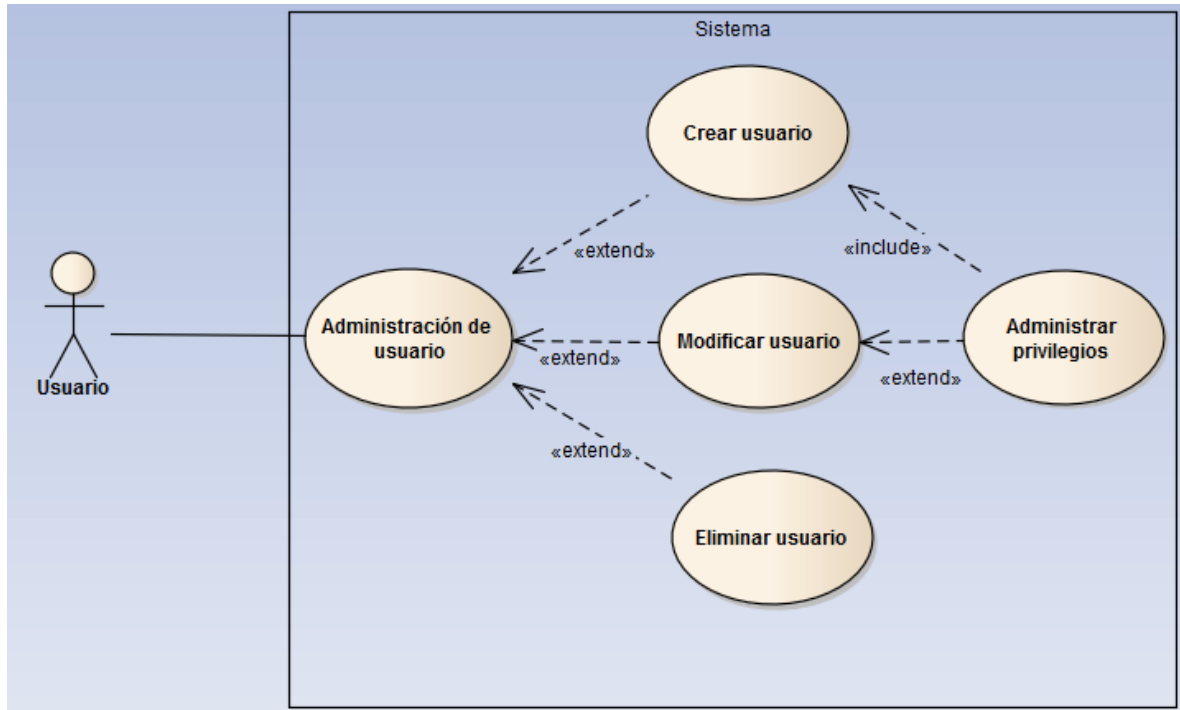 Sistema
Crear usuario
«extend»
«include»
Administración de
usuario
Modificar usuario
Administrar
privilegios
«extend»
«extend»
Usuario
«extend»
Eliminar usuario